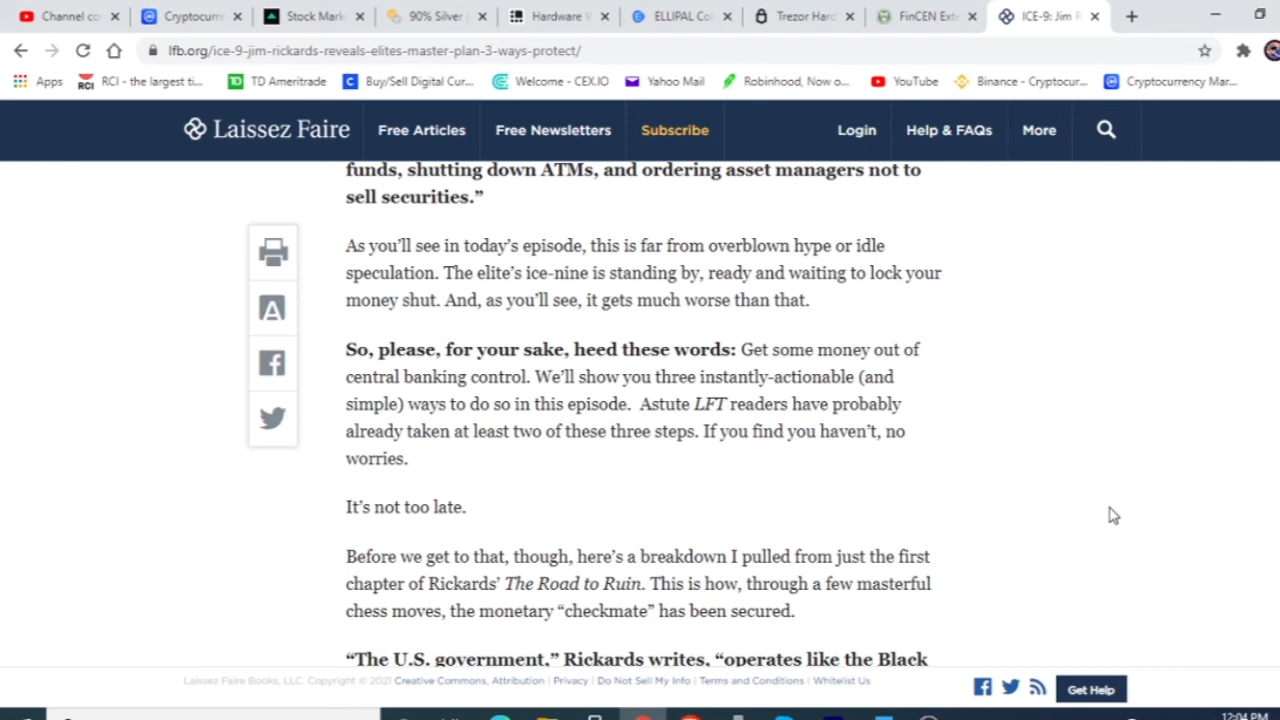 Channel co
Cryptocurre
Stock Mark
90% Silver
Hardware V
ELLIPAL Co
Trezor Hard
FinCEN Exte
ICE-9: Jim R
lfb.org/ice-9-jim-rickards-reveals-elites-master-plan-3-ways-protect/
Apps
RCI - the largest ti...
TD Ameritrade
Buy/Sell Digital Cur...
Welcome - CEX.IO
Yahoo Mail
Robinhood, Now o...
YouTube
Binance - Cryptocur...
Cryptocurrency Mar...
Laissez Faire
Free Articles
Free Newsletters
Subscribe
Login
Help & FAQs
More
funds, shutting down ATMs, and ordering asset managers not to
sell securities.”
As you’ll see in today’s episode, this is far from overblown hype or idle
speculation. The elite’s ice-nine is standing by, ready and waiting to lock your
money shut. And, as you’ll see, it gets much worse than that.
So, please, for your sake, heed these words: Get some money out of
central banking control. We’ll show you three instantly-actionable (and
simple) ways to do so in this episode.  Astute LFT readers have probably
already taken at least two of these three steps. If you find you haven’t, no
worries.
It’s not too late.
Before we get to that, though, here’s a breakdown I pulled from just the first
chapter of Rickards’ The Road to Ruin. This is how, through a few masterful
chess moves, the monetary “checkmate” has been secured.
“The U.S. government,” Rickards writes, “operates like the Black
Laissez Faire Books, LLC. Copyright © 2021 Creative Commons, Attribution | Privacy | Do Not Sell My Info | Terms and Conditions | Whitelist Us
Get Help
12:04 PM